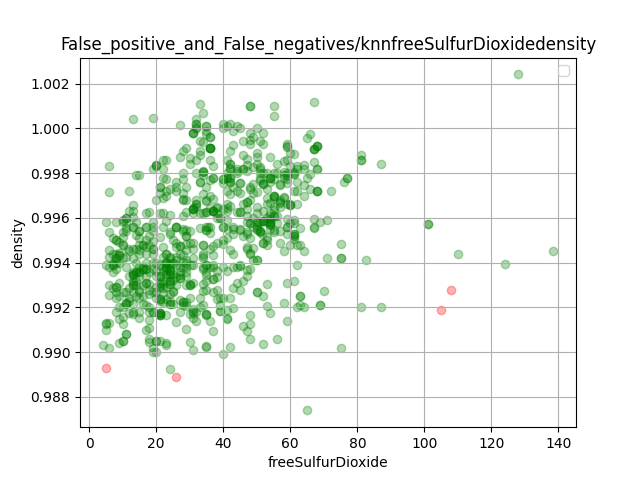 False_positive_and_False_negatives/knnfreeSulfurDioxidedensity
1.002
1.000
0.998
0.996
0.994
0.992
0.990
0.988
density
0 20 40 60 80 100 120 140
freeSulfurDioxide